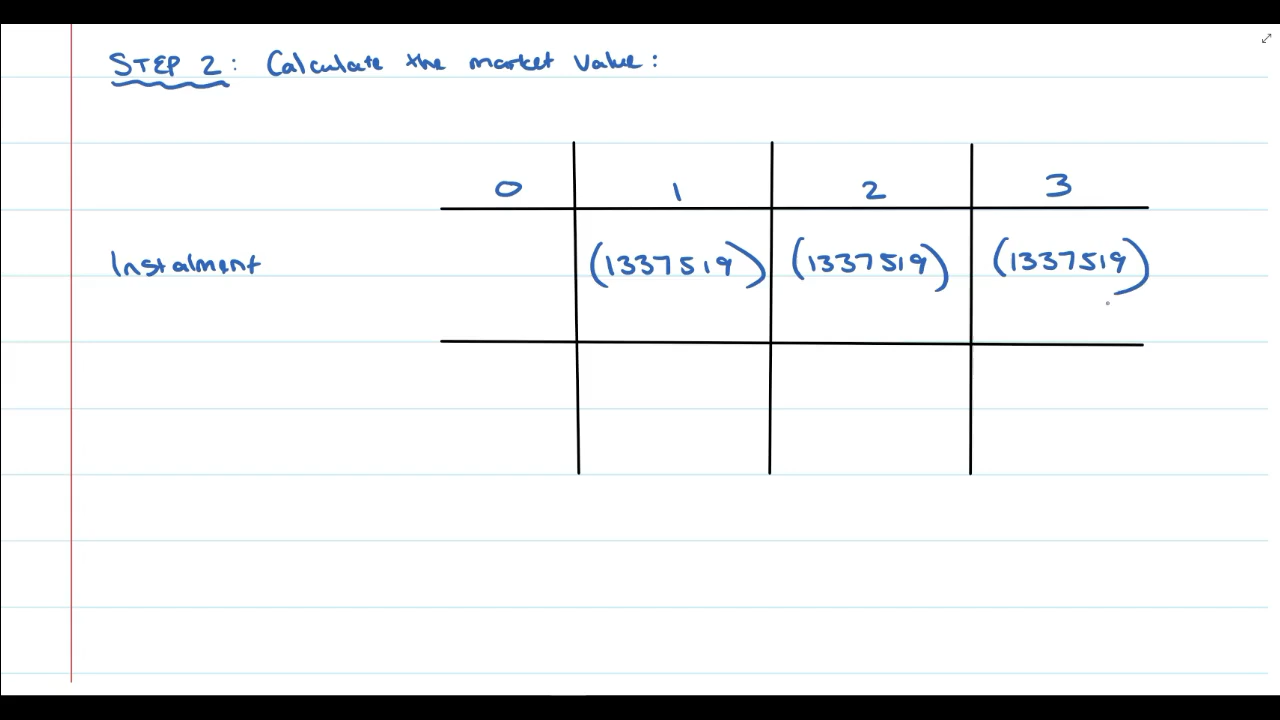 STEP 2: Calculate the market value:
0 1 2 3
Instalment (1337519) (1337519) (1337519)